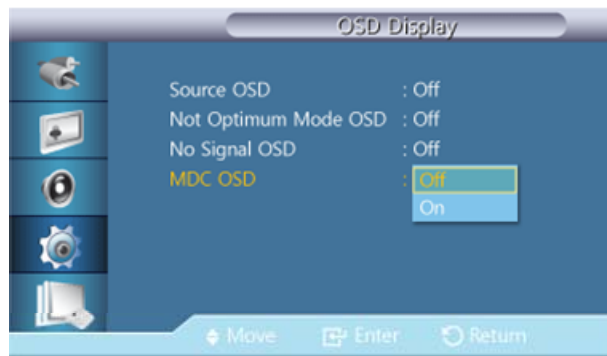 OSD Display
Source OSD : Off
Not Optimum Mode OSD : Off
No Signal OSD : Off
MDC OSD : Off
On
Move Enter Return